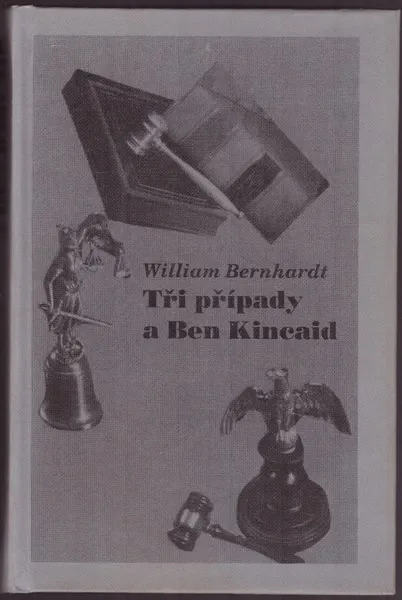 William Bernhardt
Tři případy
a Ben Kincaid